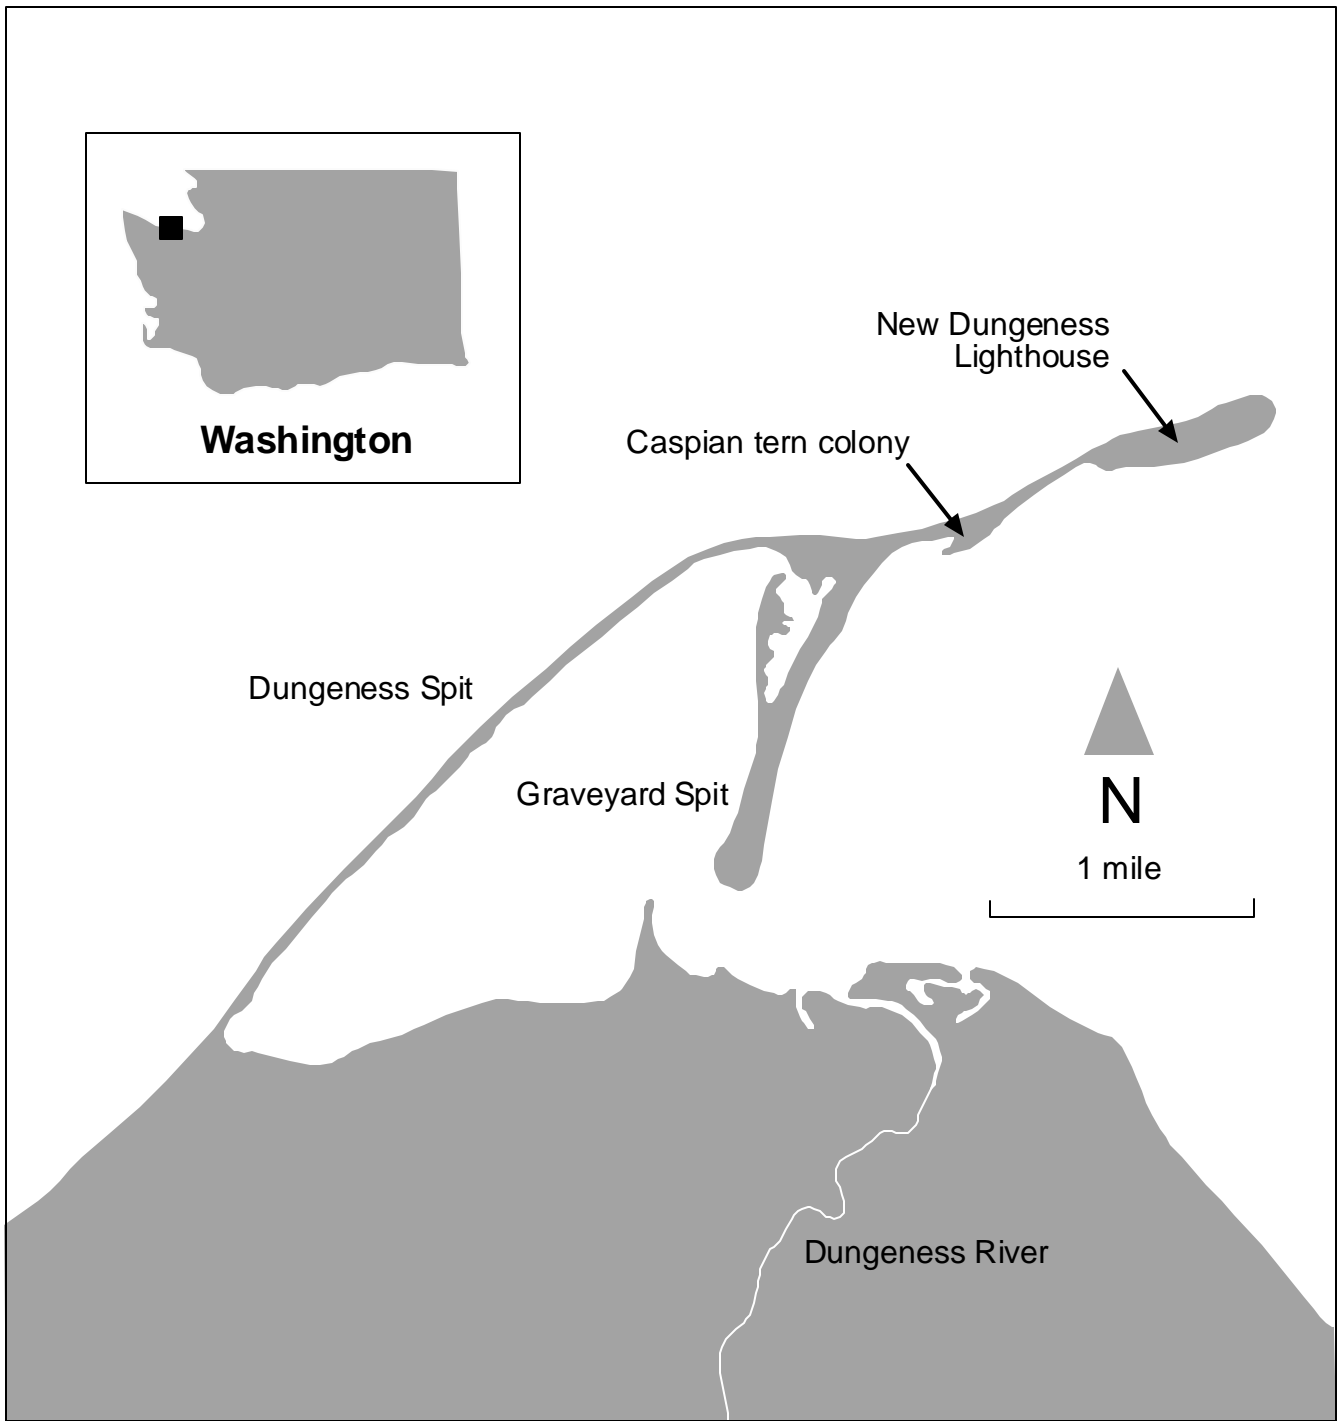 Washington
New Dungeness
Lighthouse
Caspian tern colony
Dungeness Spit
Graveyard Spit
N
1 mile
Dungeness River